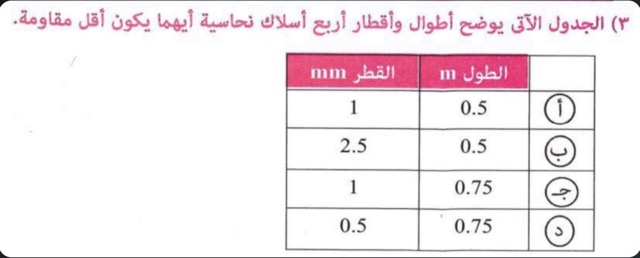 ٣) الجدول الآتى يوضح أطوال وأقطار أربع أسلاك نحاسية أيهما يكون أقل مقاومة.
الطول m القطر mm
أ 0.5 1
ب 0.5 2.5
جـ 0.75 1
د 0.75 0.5